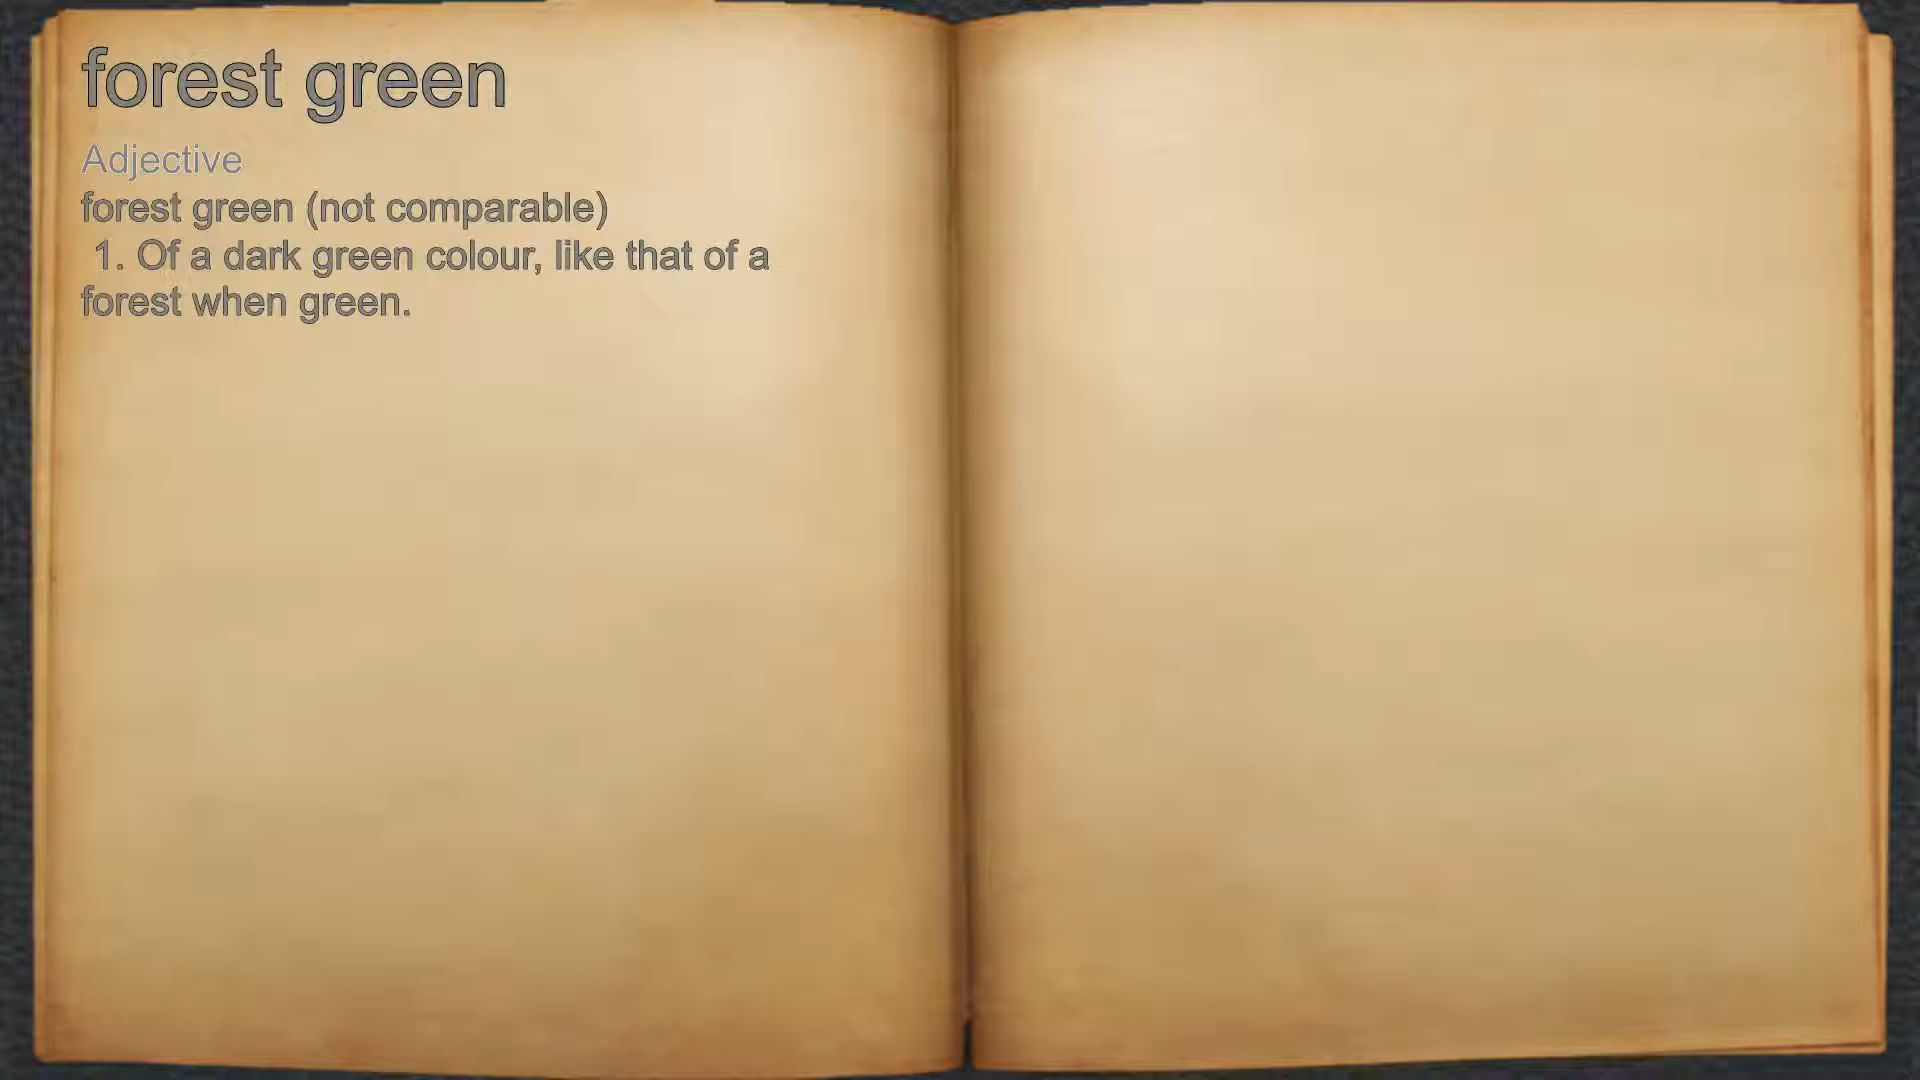 forest green
Adjective
forest green (not comparable)
1. Of a dark green colour, like that of a
forest when green.